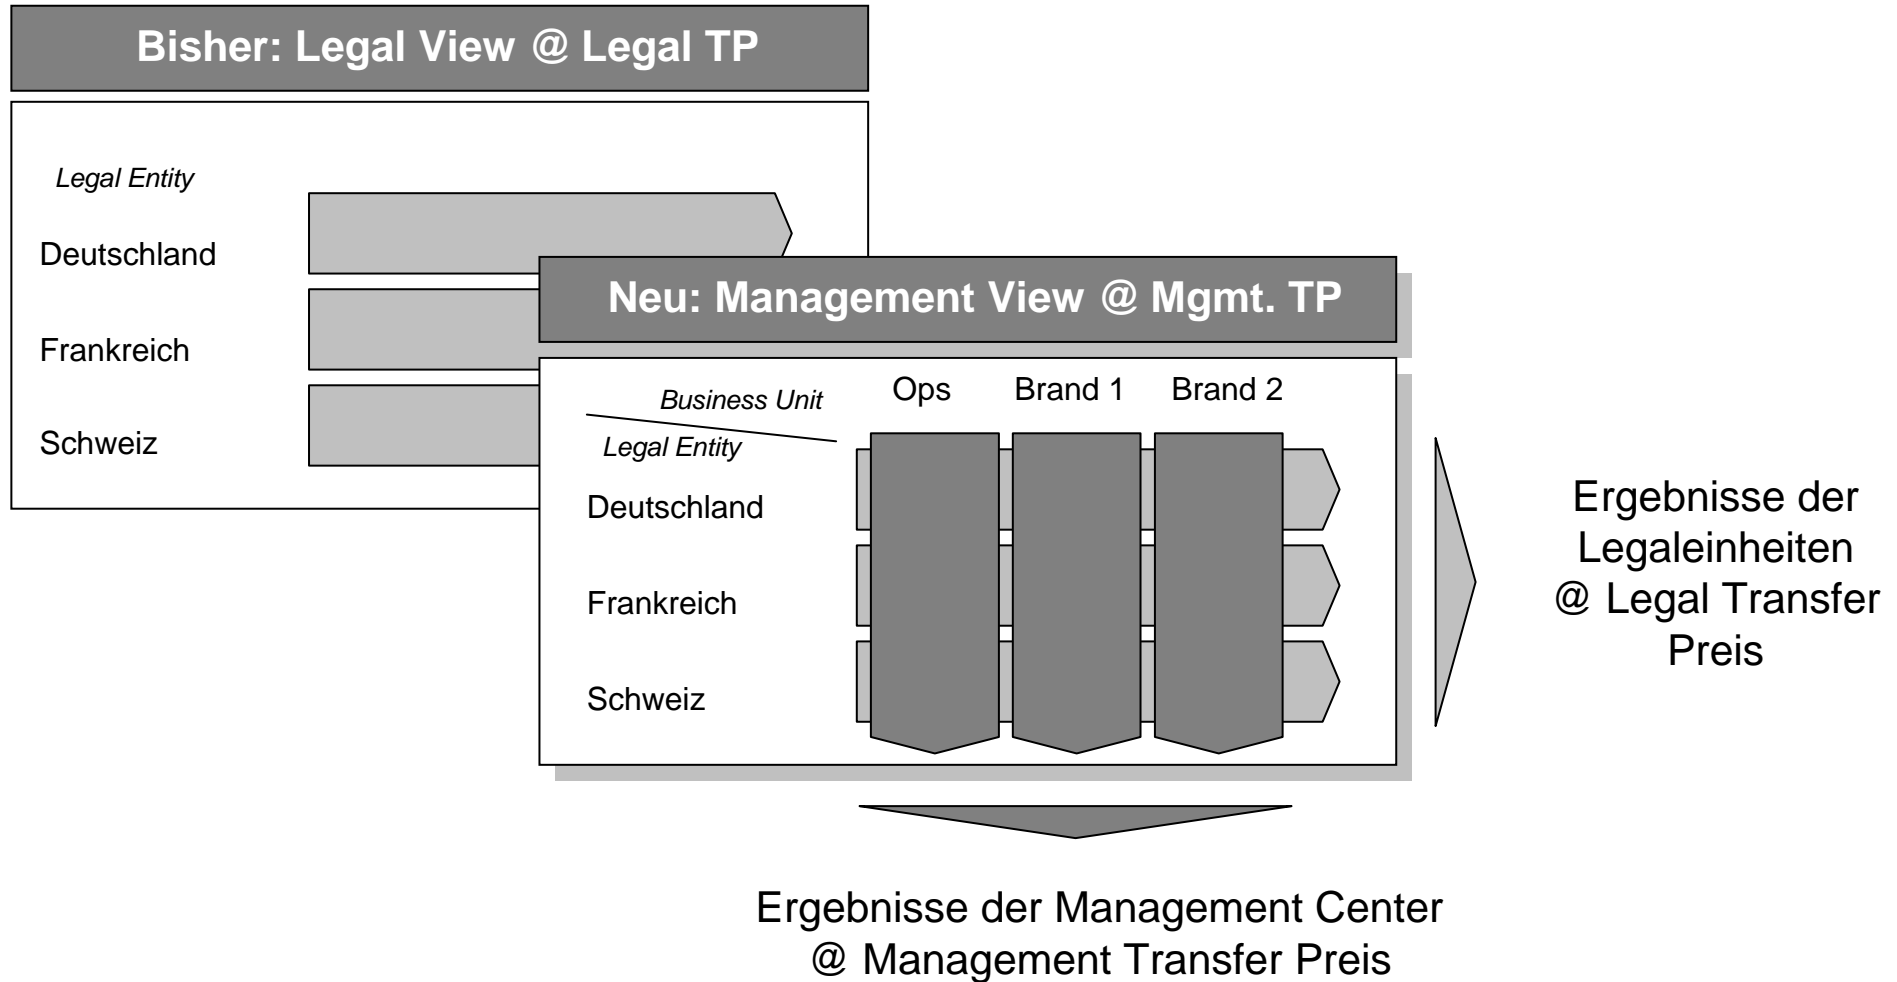 Bisher: Legal View @ Legal TP
Legal Entity
Deutschland
Frankreich
Schweiz
Neu: Management View @ Mgmt. TP
Business Unit
Legal Entity
Ops
Brand 1
Brand 2
Deutschland
Frankreich
Schweiz
Ergebnisse der
Legaleinheiten
@ Legal Transfer
Preis
Ergebnisse der Management Center
@ Management Transfer Preis